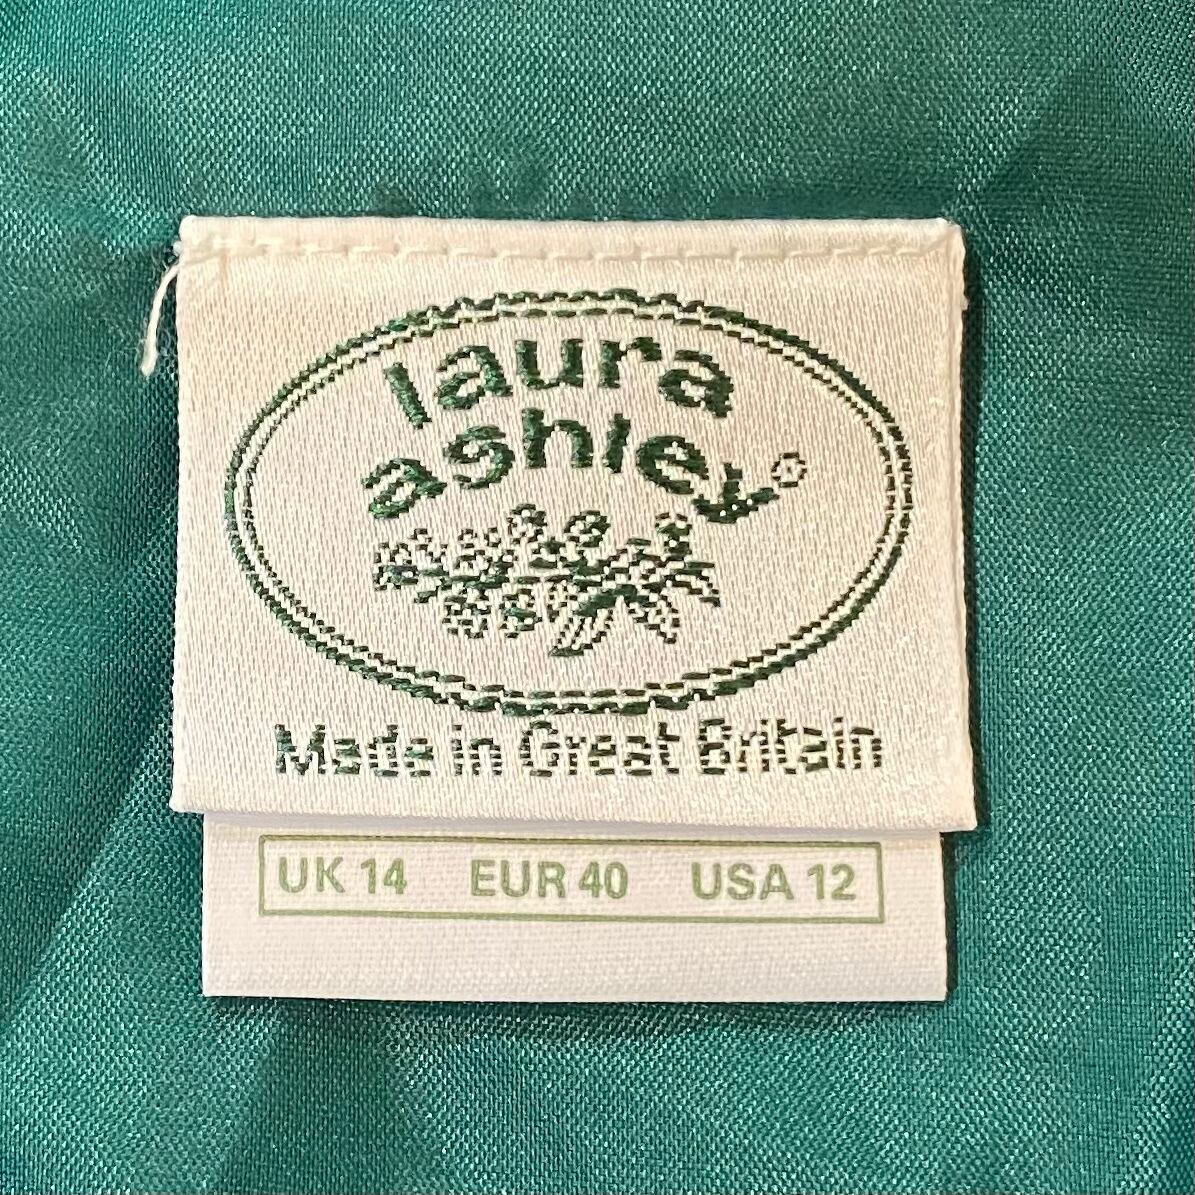 laura
ashley®
Made in Great Britain
UK 14 EUR 40 USA 12